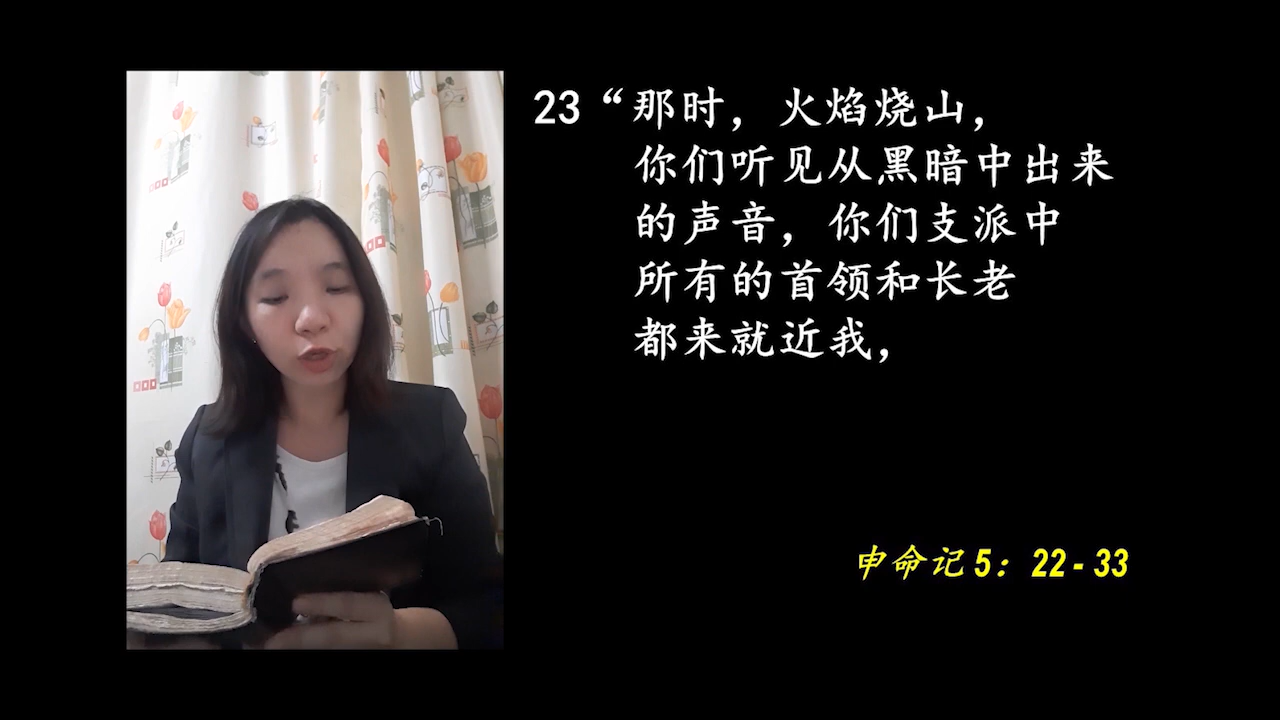 23 “那时，火焰烧山，
你们听见从黑暗中出来
的声音，你们支派中
所有的首领和长老
都来就近我，
申命记 5：22 - 33